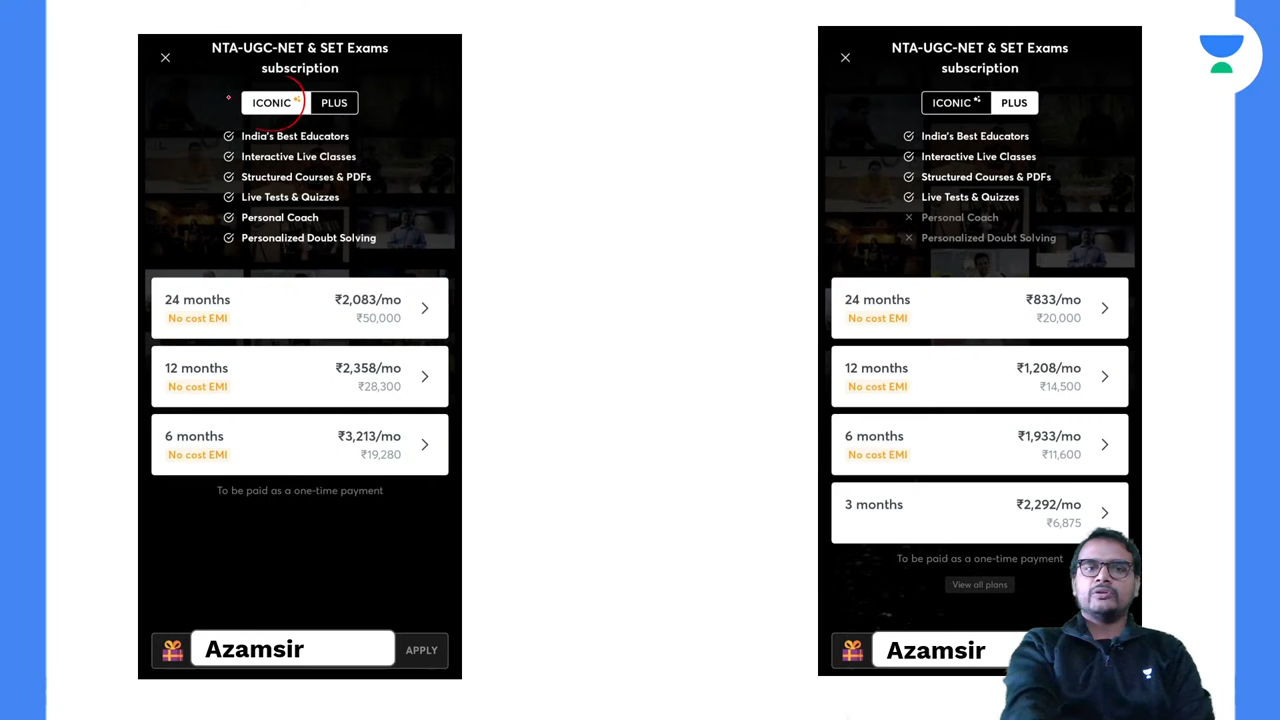 NTA-UGC-NET & SET Exams
subscription
ICONIC PLUS
India's Best Educators
Interactive Live Classes
Structured Courses & PDFs
Live Tests & Quizzes
Personal Coach
Personalized Doubt Solving
24 months ₹2,083/mo
No cost EMI ₹50,000
12 months ₹2,358/mo
No cost EMI ₹28,300
6 months ₹3,213/mo
No cost EMI ₹19,280
To be paid as a one-time payment
Azamsir APPLY
NTA-UGC-NET & SET Exams
subscription
ICONIC PLUS
India's Best Educators
Interactive Live Classes
Structured Courses & PDFs
Live Tests & Quizzes
Personal Coach
Personalized Doubt Solving
24 months ₹833/mo
No cost EMI ₹20,000
12 months ₹1,208/mo
No cost EMI ₹14,500
6 months ₹1,933/mo
No cost EMI ₹11,600
3 months ₹2,292/mo
₹6,875
To be paid as a one-time payment
View all plans
Azamsir